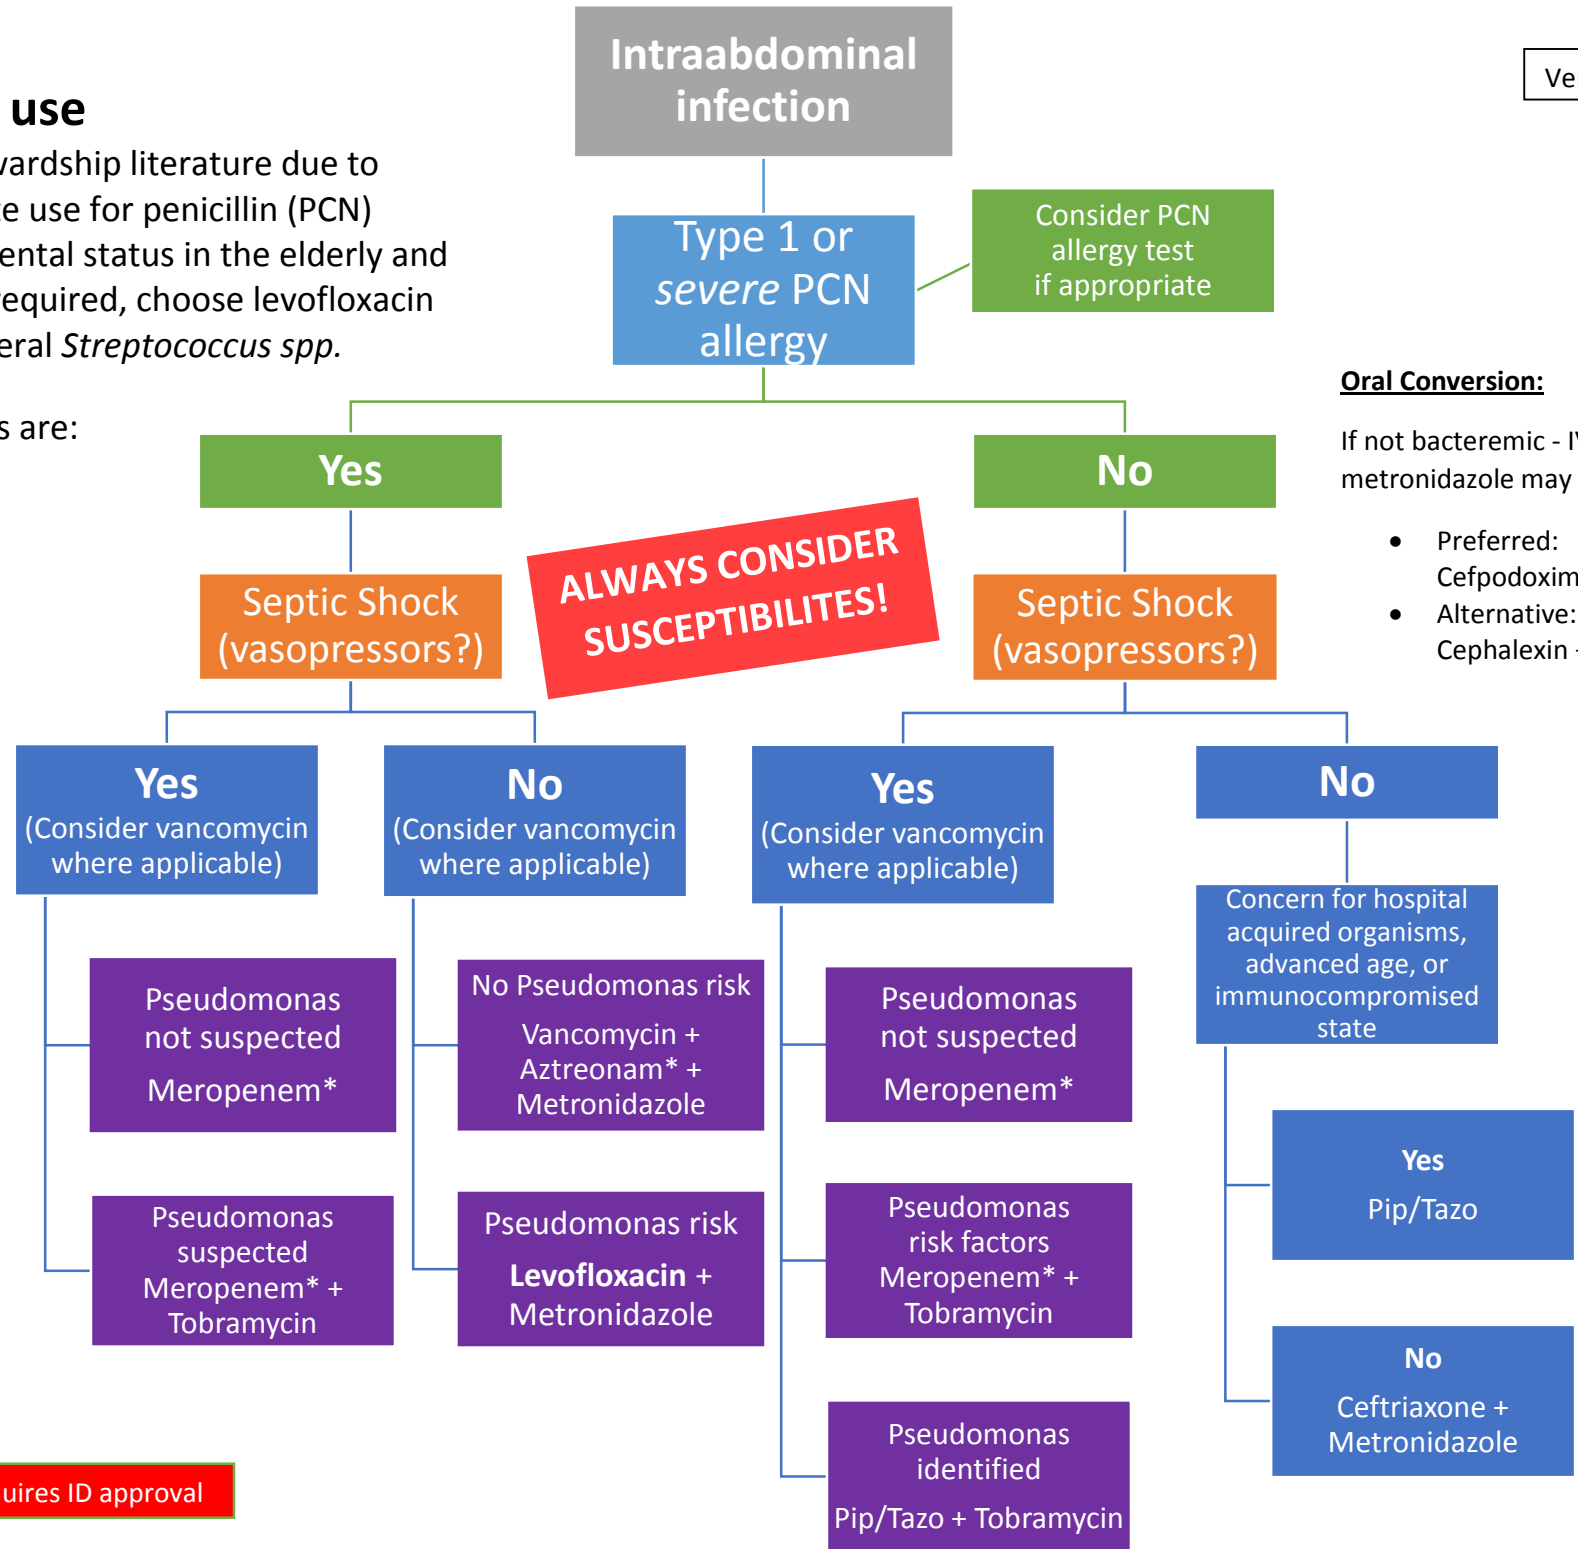 Intraabdominal
infection
use
wardship literature due to
te use for penicillin (PCN)
ental status in the elderly and
required, choose levofloxacin
eral Streptococcus spp.
s are:
Type 1 or
severe PCN
allergy
Consider PCN
allergy test
if appropriate
Oral Conversion:
If not bacteremic - IV
metronidazole may
• Preferred:
Cefpodoxim
• Alternative:
Cephalexin
Yes
No
ALWAYS CONSIDER
SUSCEPTIBILITES!
Septic Shock
(vasopressors?)
Septic Shock
(vasopressors?)
Yes
(Consider vancomycin
where applicable)
No
(Consider vancomycin
where applicable)
Yes
(Consider vancomycin
where applicable)
No
Pseudomonas
not suspected
Meropenem*
Pseudomonas
suspected
Meropenem* +
Tobramycin
No Pseudomonas risk
Vancomycin +
Aztreonam* +
Metronidazole
Pseudomonas risk
Levofloxacin +
Metronidazole
Pseudomonas
not suspected
Meropenem*
Pseudomonas
risk factors
Meropenem* +
Tobramycin
Pseudomonas
identified
Pip/Tazo + Tobramycin
Concern for hospital
acquired organisms,
advanced age, or
immunocompromised
state
Yes
Pip/Tazo
No
Ceftriaxone +
Metronidazole
uires ID approval
Ve